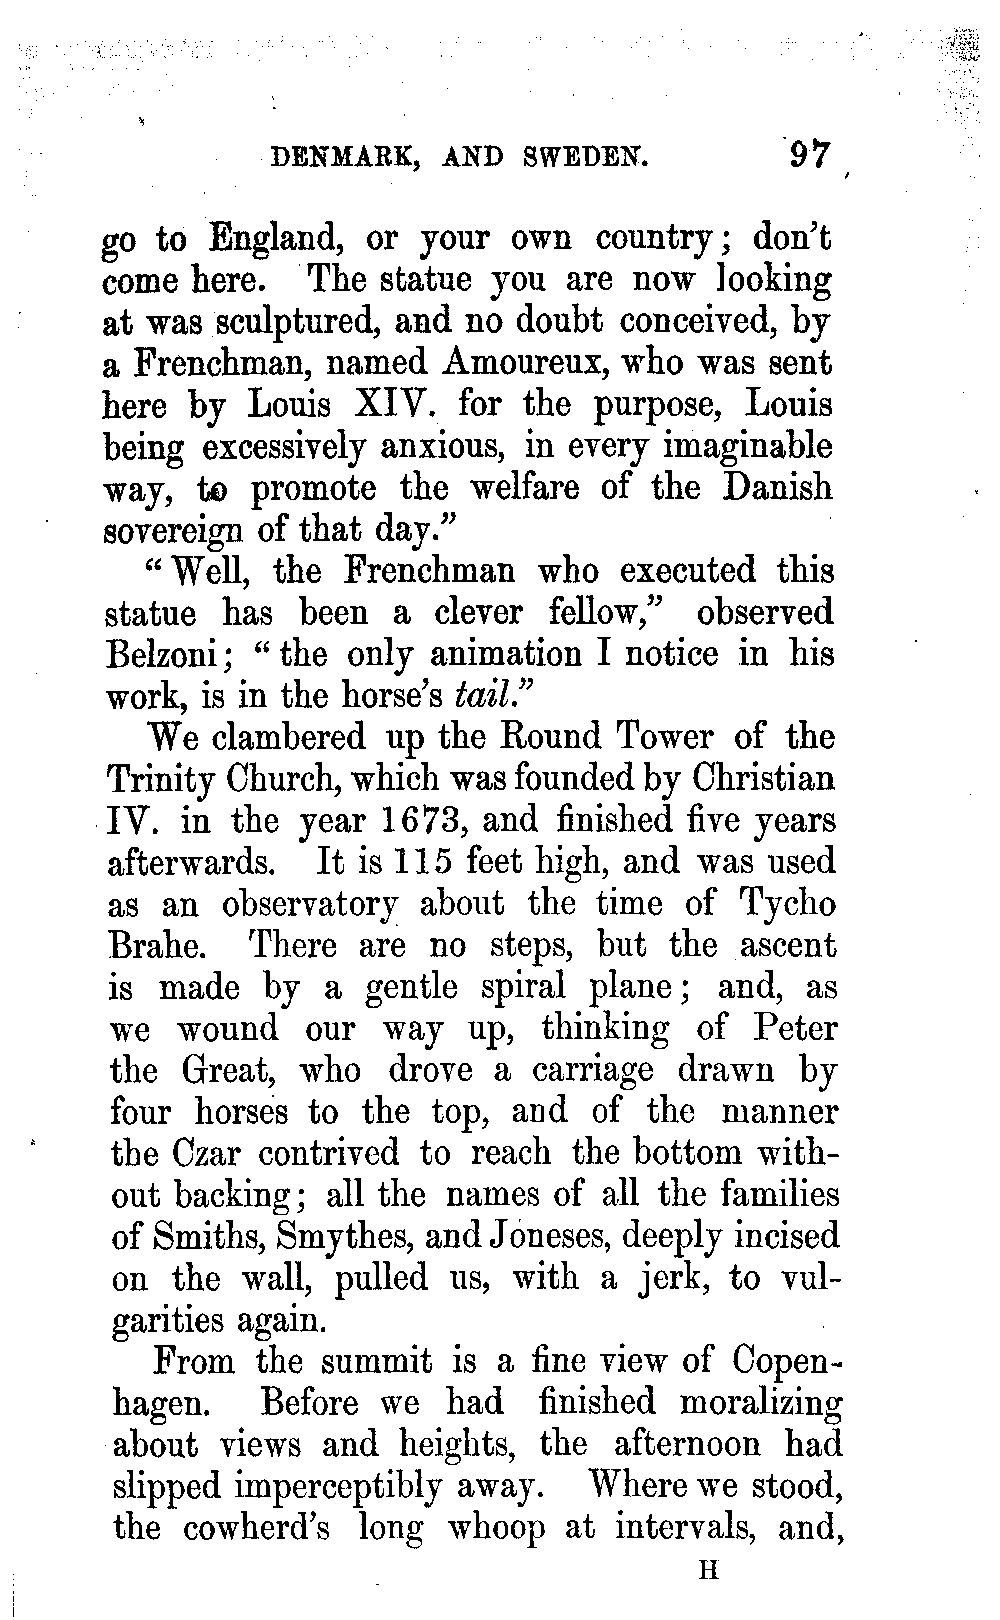 DENMARK, AND SWEDEN. 97
go to England, or your own country; don't
come here. The statue you are now looking
at was sculptured, and no doubt conceived, by
a Frenchman, named Amoureux, who was sent
here by Louis XIV. for the purpose, Louis
being excessively anxious, in every imaginable
way, to promote the welfare of the Danish
sovereign of that day."
"Well, the Frenchman who executed this
statue has been a clever fellow," observed
Belzoni; "the only animation I notice in his
work, is in the horse's tail."
We clambered up the Round Tower of the
Trinity Church, which was founded by Christian
IV. in the year 1673, and finished five years
afterwards. It is 115 feet high, and was used
as an observatory about the time of Tycho
Brahe. There are no steps, but the ascent
is made by a gentle spiral plane; and, as
we wound our way up, thinking of Peter
the Great, who drove a carriage drawn by
four horses to the top, and of the manner
the Czar contrived to reach the bottom with-
out backing; all the names of all the families
of Smiths, Smythes, and Joneses, deeply incised
on the wall, pulled us, with a jerk, to vul-
garities again.
From the summit is a fine view of Copen-
hagen. Before we had finished moralizing
about views and heights, the afternoon had
slipped imperceptibly away. Where we stood,
the cowherd's long whoop at intervals, and,
H